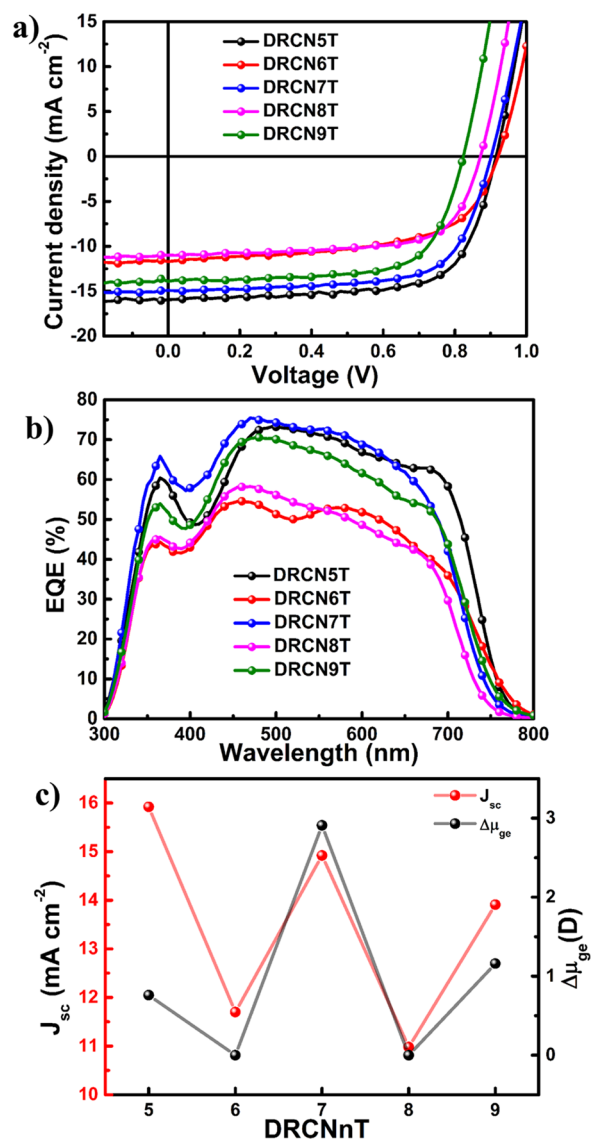 a)
Current density (mA cm⁻²)
15
10
5
0
-5
-10
-15
-20
DRCN5T
DRCN6T
DRCN7T
DRCN8T
DRCN9T
0.0 0.2 0.4 0.6 0.8 1.0
Voltage (V)
b)
EQE (%)
80
70
60
50
40
30
20
10
0
DRCN5T
DRCN6T
DRCN7T
DRCN8T
DRCN9T
300 400 500 600 700 800
Wavelength (nm)
c)
J_sc (mA cm⁻²)
16
15
14
13
12
11
10
J_sc
Δμ_ge
3
2
1
0
Δμ_ge(D)
5 6 7 8 9
DRCNnT